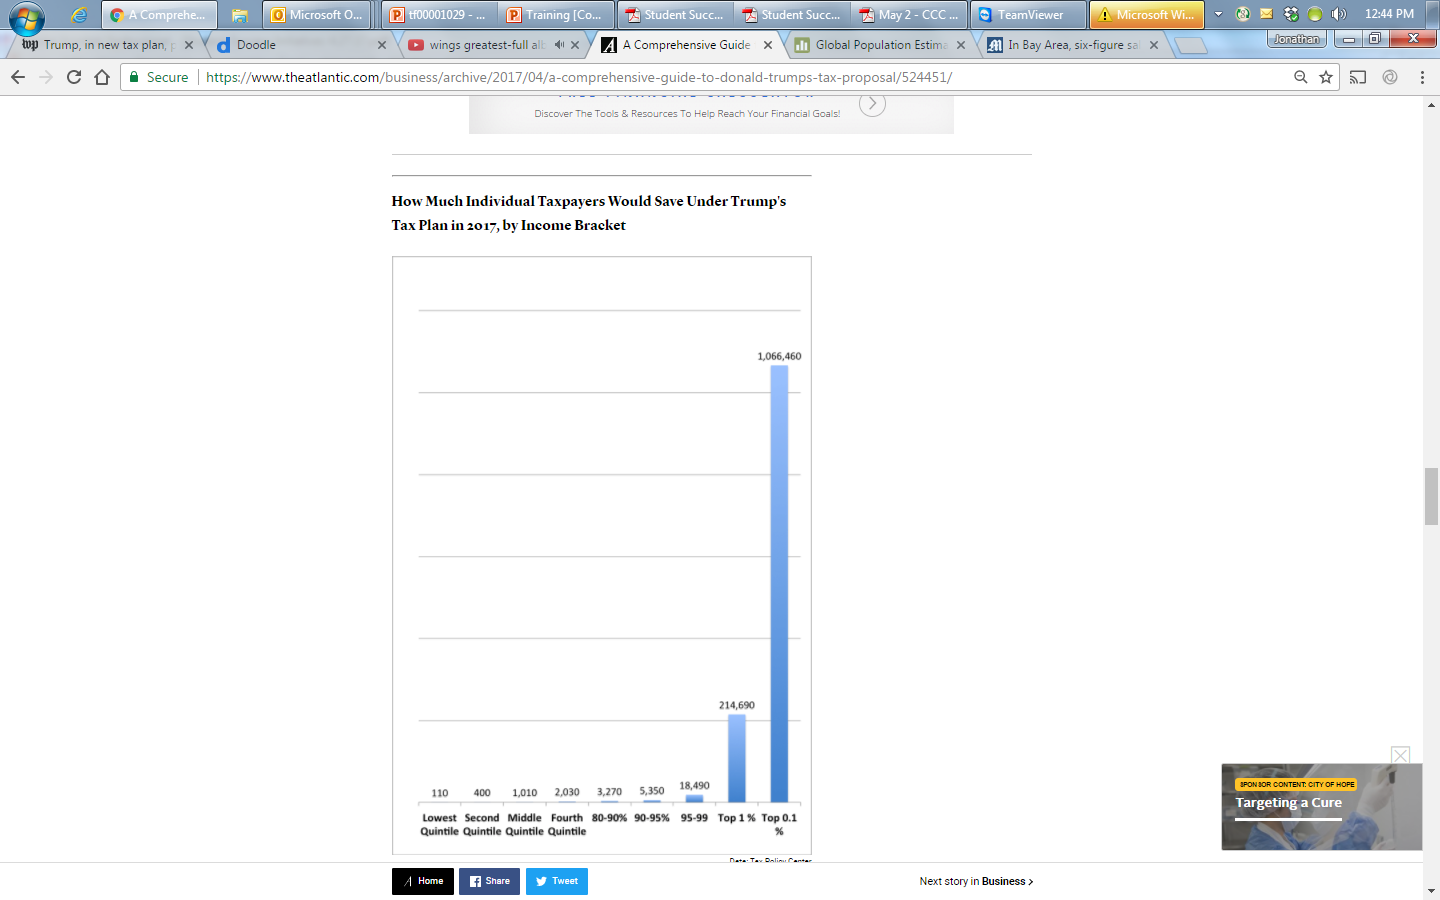 A Comprehe...
Microsoft O...
tf00001029 - ...
Training [Co...
Student Succ...
Student Succ...
May 2 - CCC ...
TeamViewer
Microsoft Wi...
12:44 PM
wp Trump, in new tax plan,
d Doodle
wings greatest-full alb
A Comprehensive Guide
Global Population Estima
In Bay Area, six-figure sa
Jonathan
Secure
https://www.theatlantic.com/business/archive/2017/04/a-comprehensive-guide-to-donald-trumps-tax-proposal/524451/
Discover The Tools & Resources To Help Reach Your Financial Goals!
How Much Individual Taxpayers Would Save Under Trump's
Tax Plan in 2017, by Income Bracket
1,066,460
214,690
110 400 1,010 2,030 3,270 5,350 18,490
Lowest Quintile
Second Quintile
Middle Quintile
Fourth Quintile
80-90%
90-95%
95-99
Top 1 %
Top 0.1 %
Data: Tax Policy Center
SPONSOR CONTENT: CITY OF HOPE
Targeting a Cure
Home
Share
Tweet
Next story in Business >